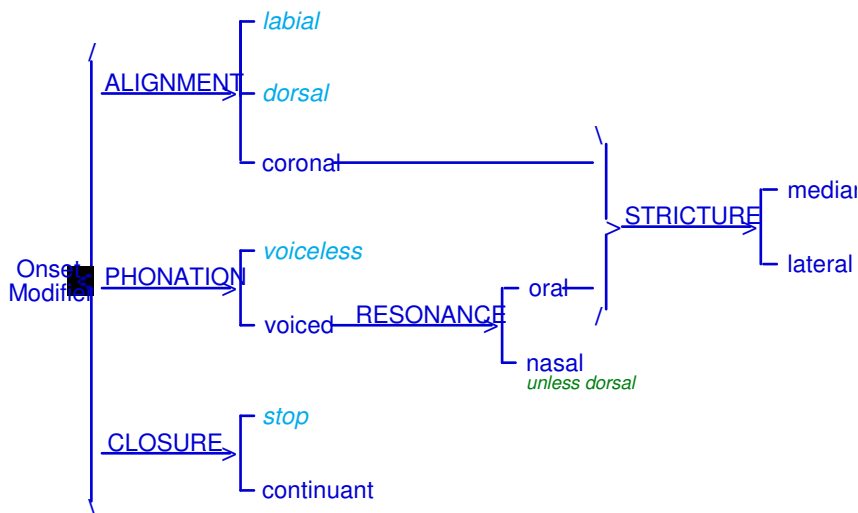 labial
ALIGNMENT
dorsal
coronal
STRICTURE
median
lateral
Onset
Modifier
PHONATION
voiceless
voiced
RESONANCE
oral
nasal
unless dorsal
stop
CLOSURE
continuant